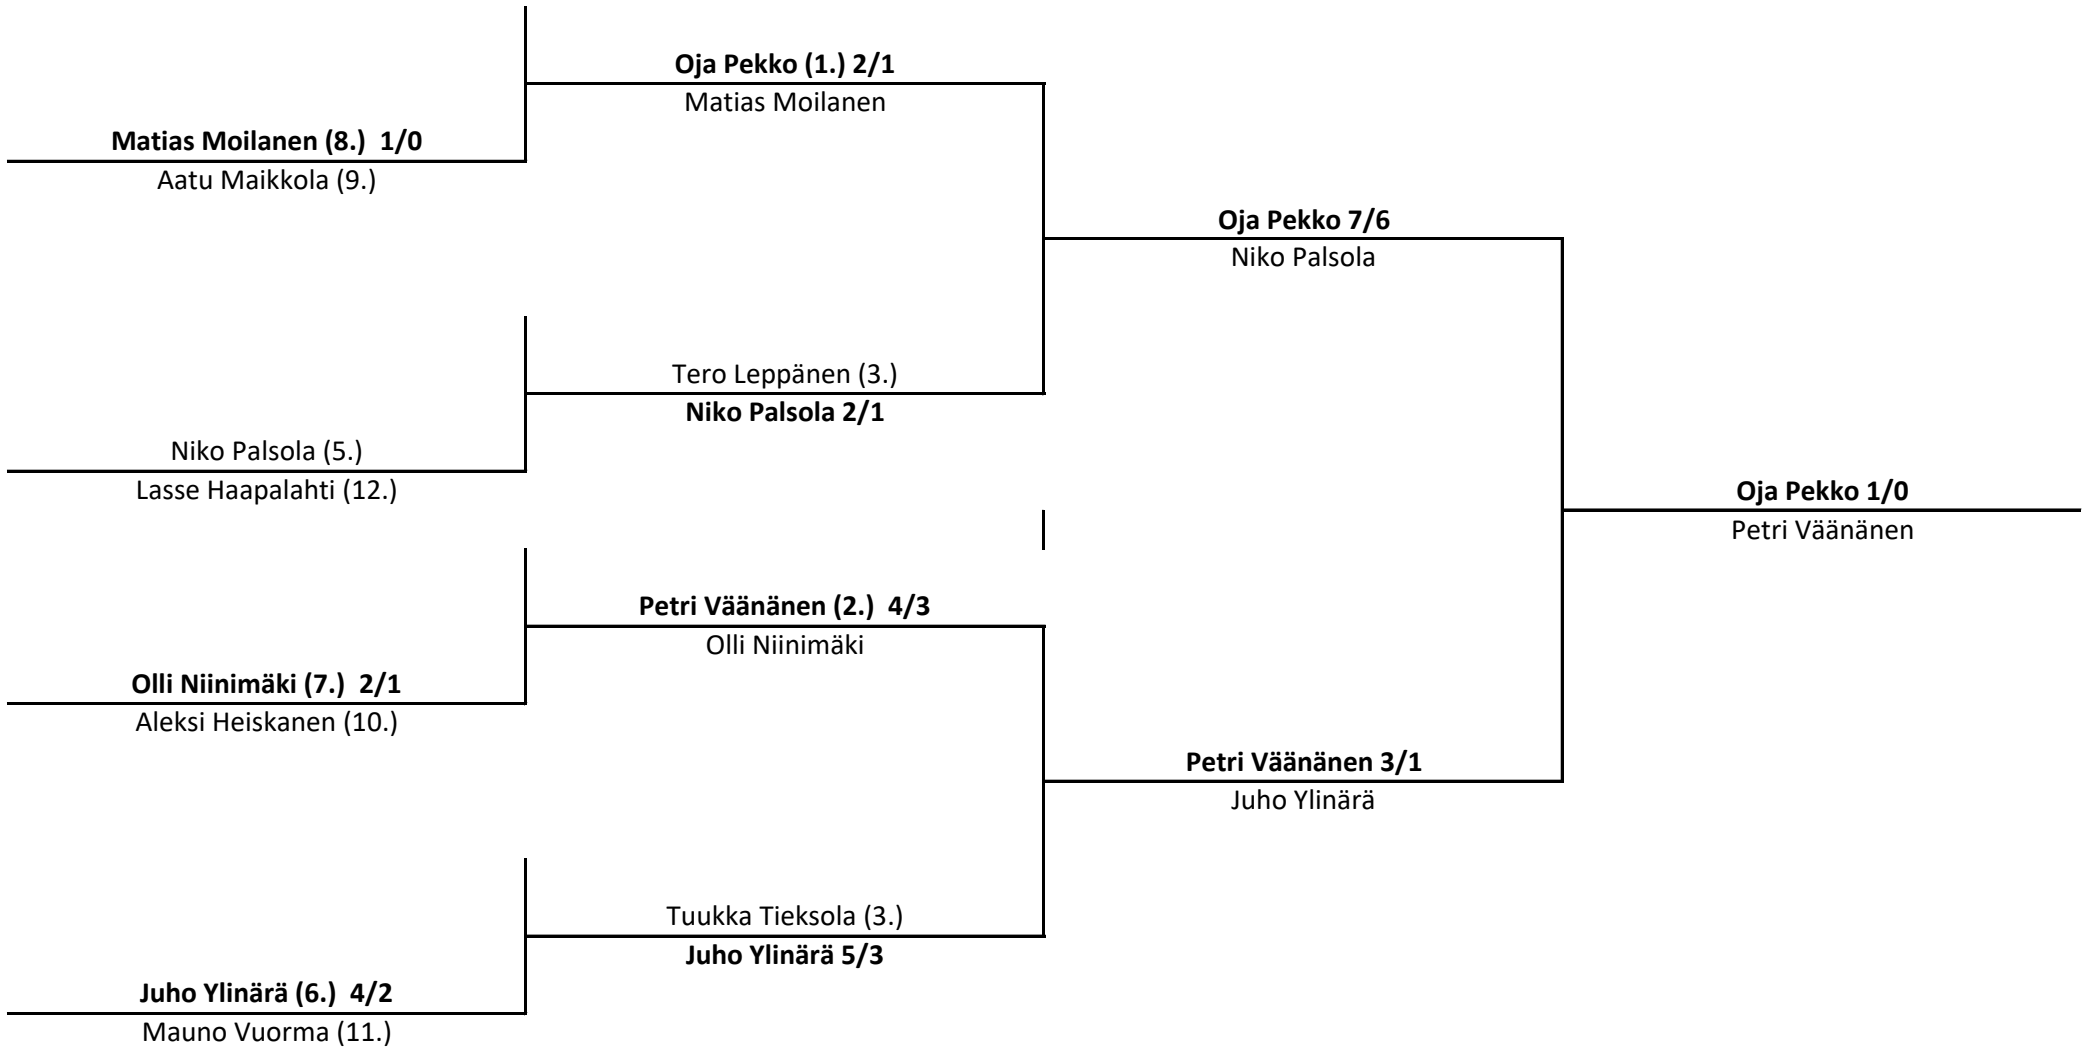 Oja Pekko (1.) 2/1
Matias Moilanen
Matias Moilanen (8.) 1/0
Aatu Maikkola (9.)
Oja Pekko 7/6
Niko Palsola
Tero Leppänen (3.)
Niko Palsola 2/1
Niko Palsola (5.)
Lasse Haapalahti (12.)
Oja Pekko 1/0
Petri Väänänen
Petri Väänänen (2.) 4/3
Olli Niinimäki
Olli Niinimäki (7.) 2/1
Aleksi Heiskanen (10.)
Petri Väänänen 3/1
Juho Ylinärä
Tuukka Tieksola (3.)
Juho Ylinärä 5/3
Juho Ylinärä (6.) 4/2
Mauno Vuorma (11.)